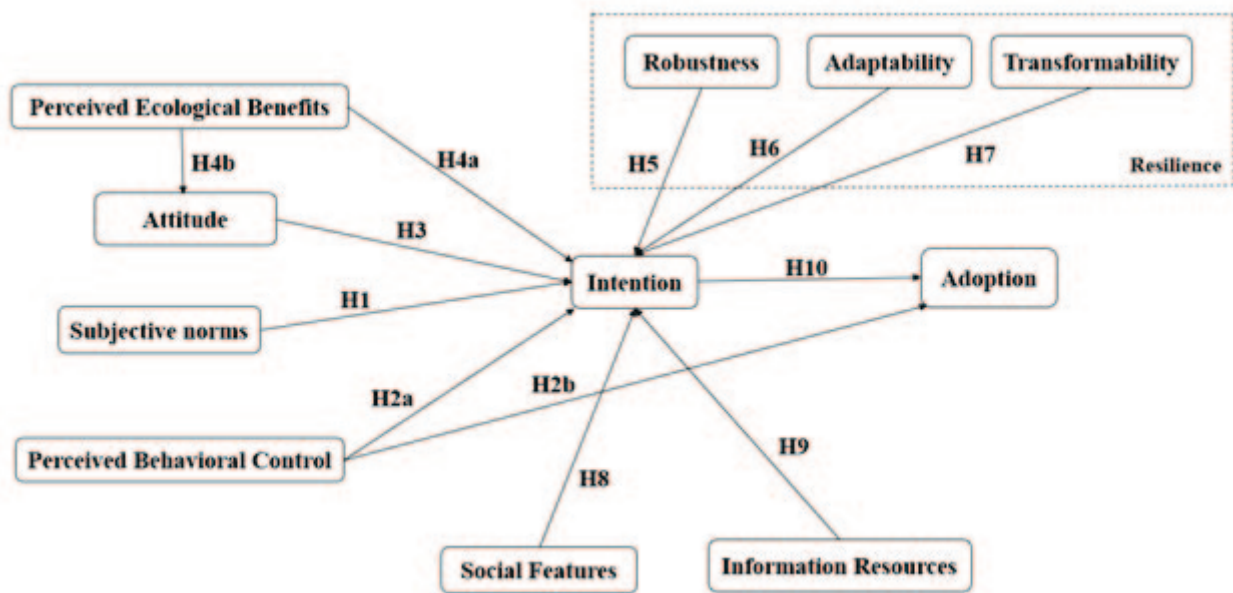 Robustness
Adaptability
Transformability
Perceived Ecological Benefits
H4b
H4a
H5
H6
H7
Resilience
Attitude
H3
Intention
H10
Adoption
H1
Subjective norms
H2a
H2b
Perceived Behavioral Control
H8
H9
Social Features
Information Resources